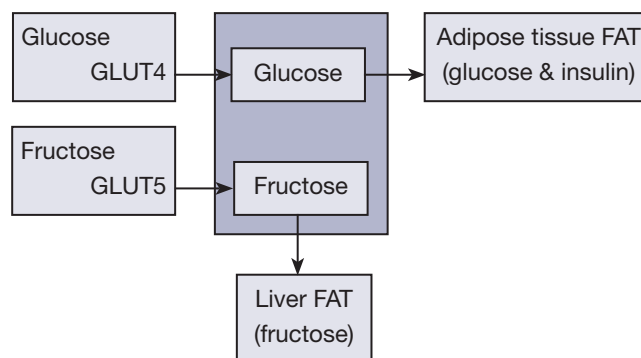 Glucose
GLUT4
Glucose
Adipose tissue FAT
(glucose & insulin)
Fructose
GLUT5
Fructose
Liver FAT
(fructose)